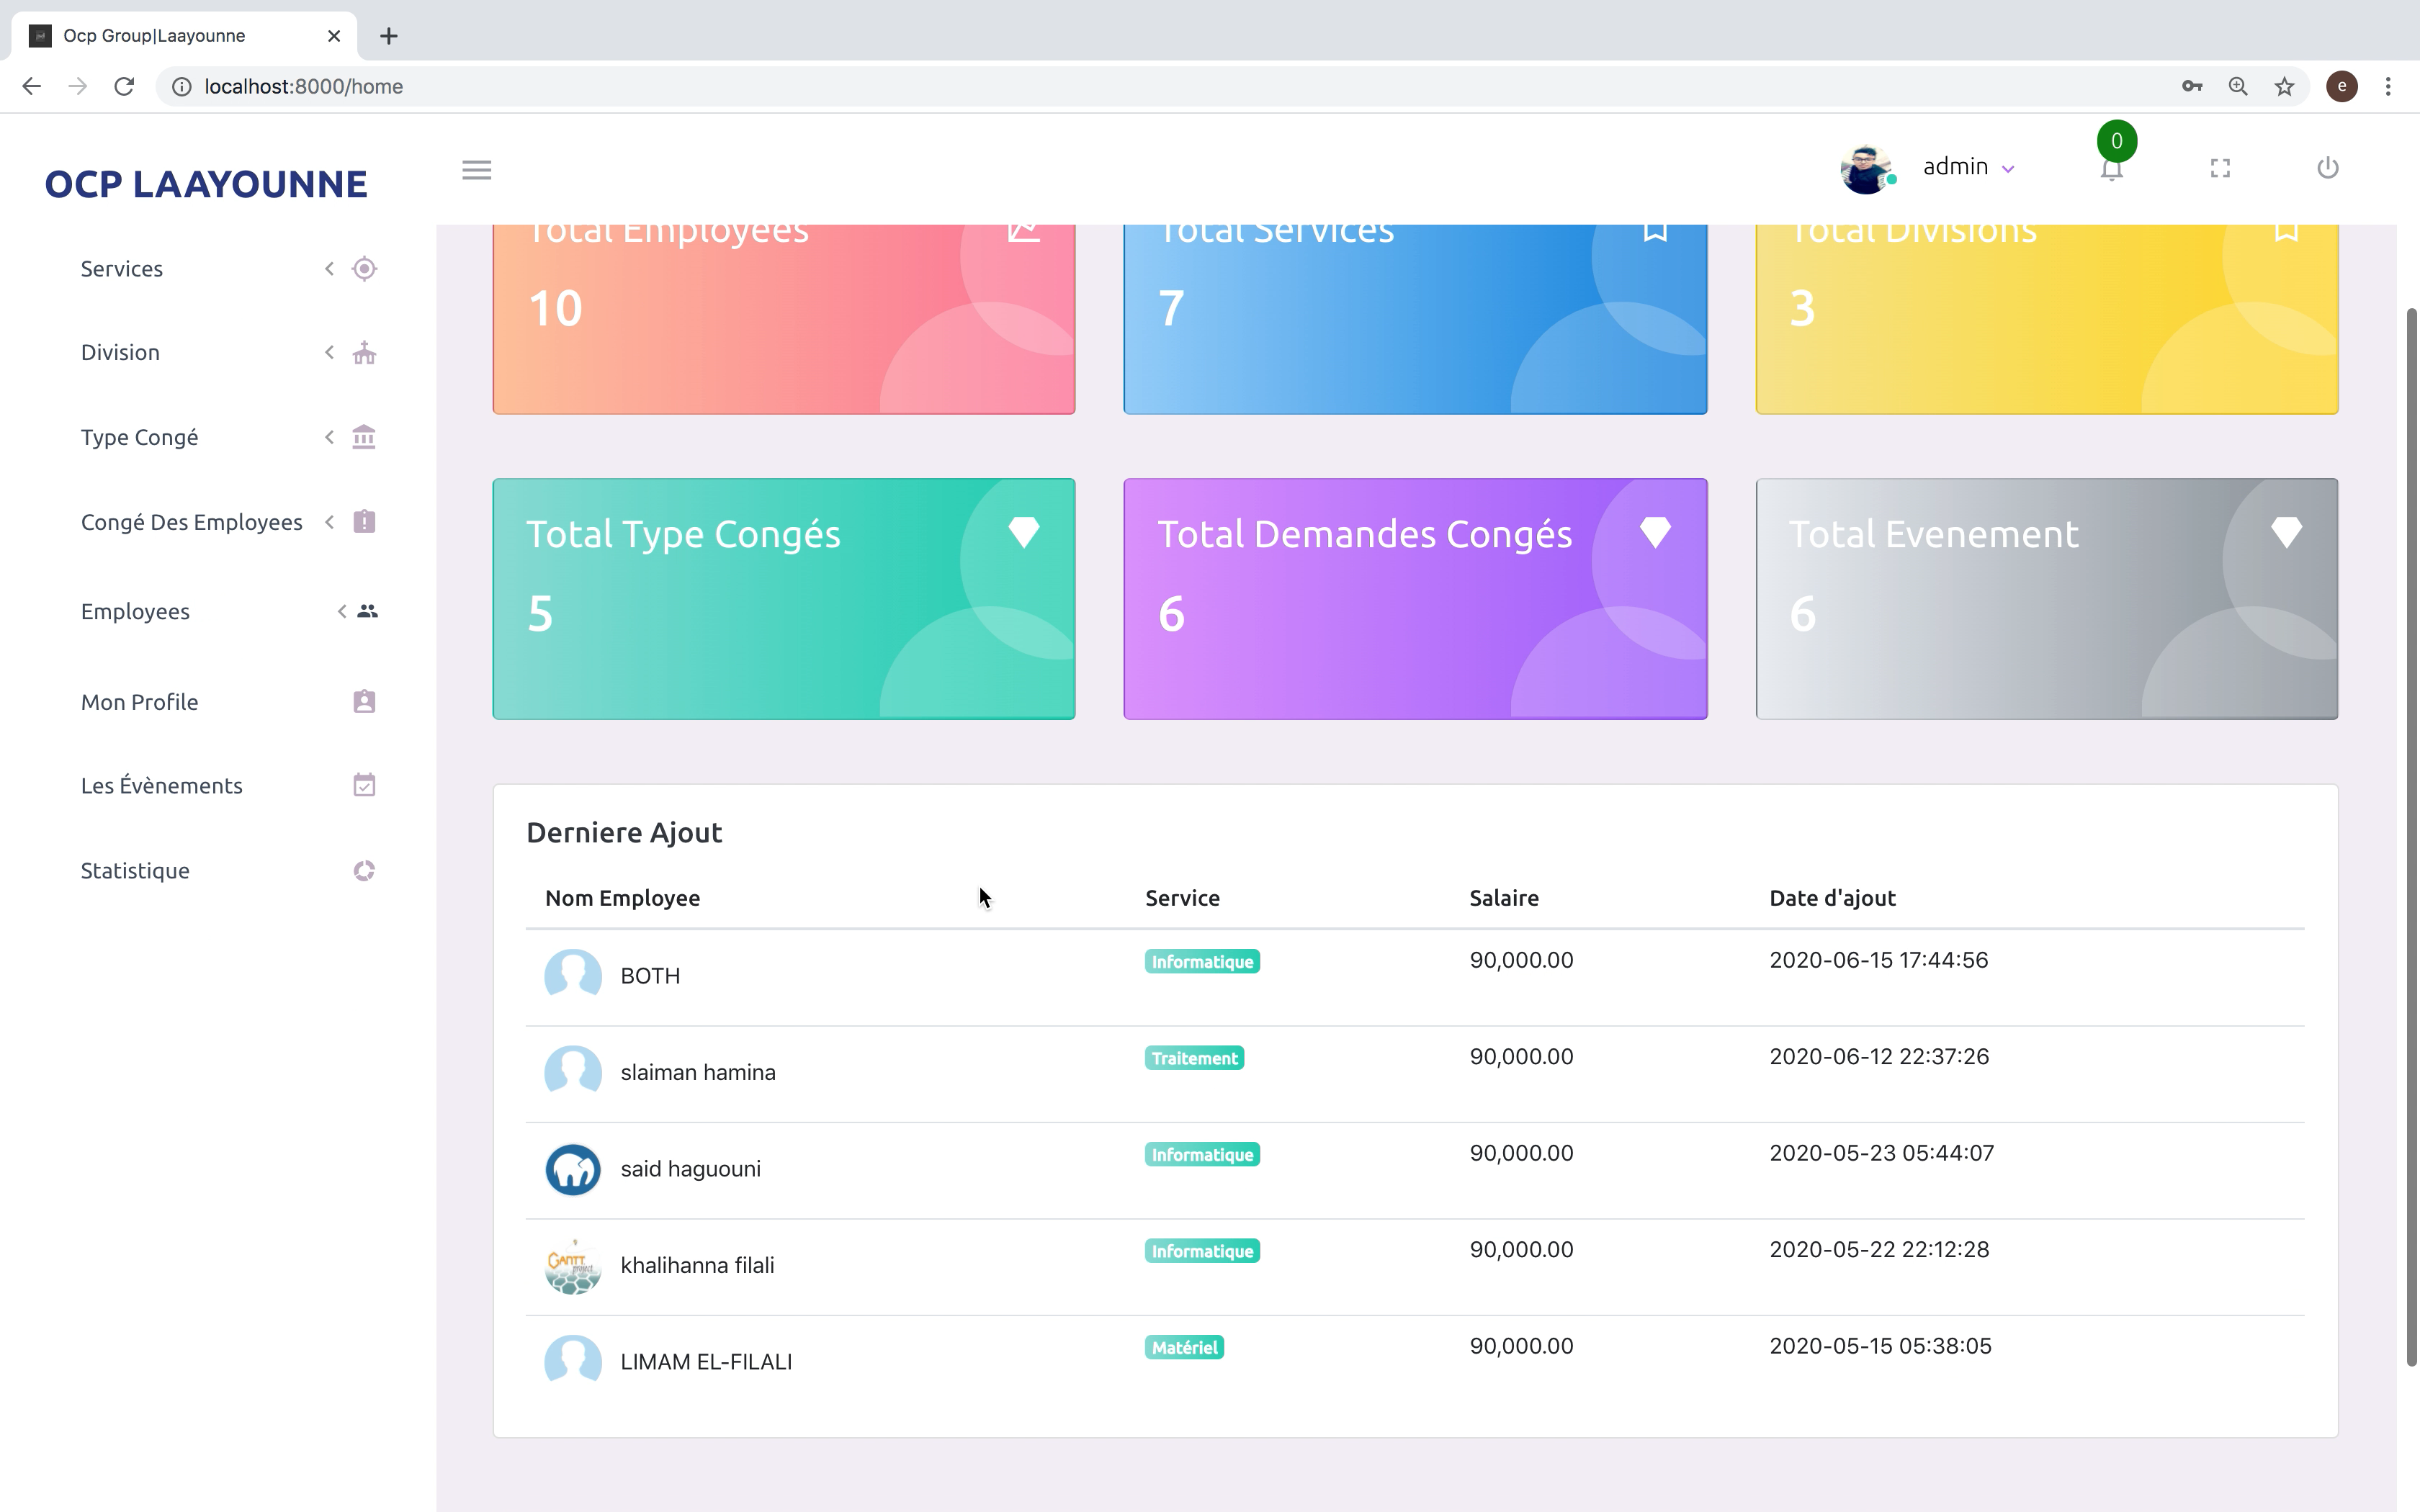 Ocp Group|Laayounne
localhost:8000/home
OCP LAAYOUNNE
admin
0
Services
Division
Type Congé
Congé Des Employees
Employees
Mon Profile
Les Évènements
Statistique
Total Employees
10
Total Services
7
Total Divisions
3
Total Type Congés
5
Total Demandes Congés
6
Total Evenement
6
Derniere Ajout
Nom Employee Service Salaire Date d'ajout
BOTH Informatique 90,000.00 2020-06-15 17:44:56
slaiman hamina Traitement 90,000.00 2020-06-12 22:37:26
said haguouni Informatique 90,000.00 2020-05-23 05:44:07
GANTT project
khalihanna filali Informatique 90,000.00 2020-05-22 22:12:28
LIMAM EL-FILALI Matériel 90,000.00 2020-05-15 05:38:05
e